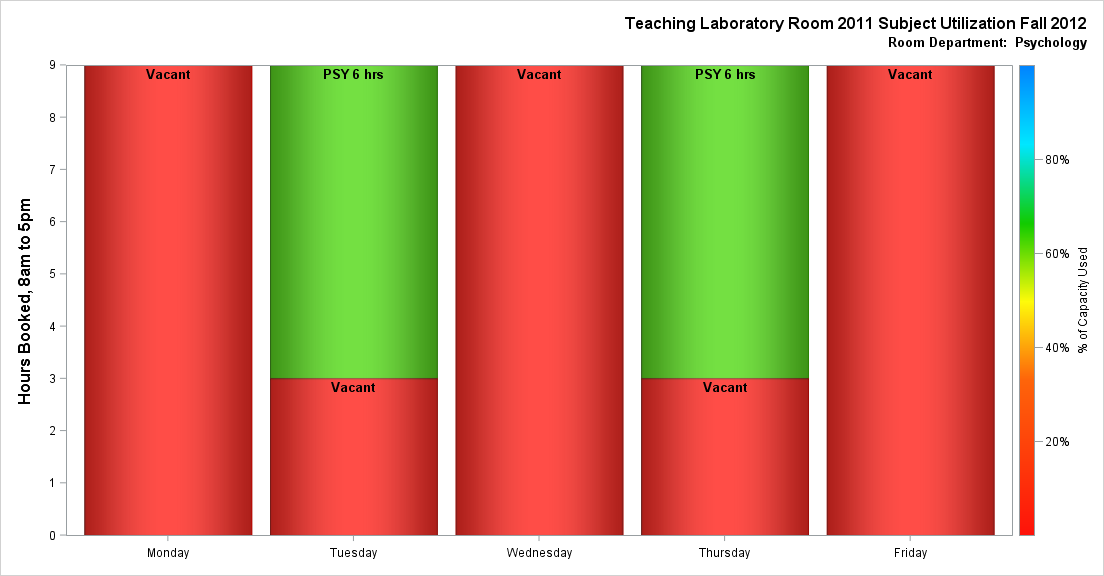 Teaching Laboratory Room 2011 Subject Utilization Fall 2012
Room Department: Psychology
Hours Booked, 8am to 5pm
9
8
7
6
5
4
3
2
1
0
Vacant
PSY 6 hrs
Vacant
PSY 6 hrs
Vacant
Vacant
Vacant
Monday
Tuesday
Wednesday
Thursday
Friday
80%
60%
40%
20%
% of Capacity Used